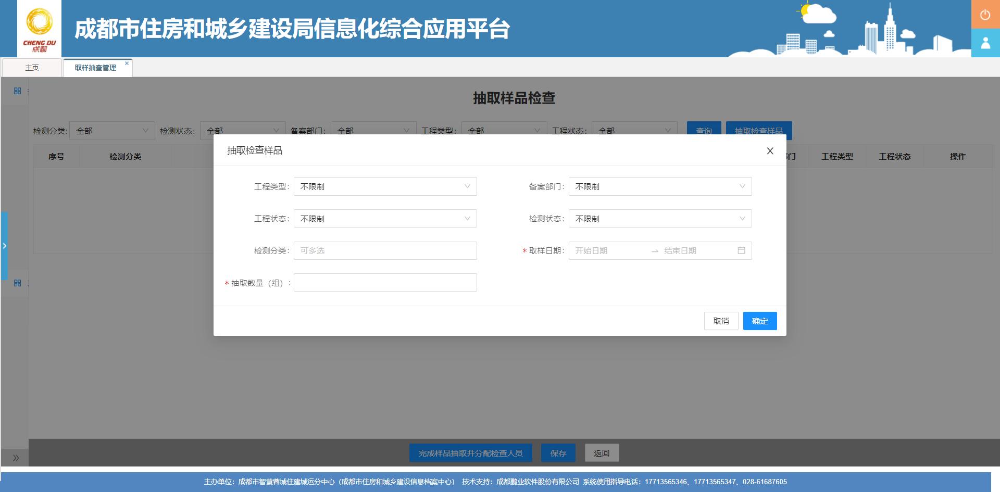 CHENG DU
成都
成都市住房和城乡建设局信息化综合应用平台
主页
取样抽查管理
抽取样品检查
检测分类: 全部 检测状态: 全部 备案部门: 全部 工程类型: 全部 工程状态: 全部 查询 抽取检查样品
序号 检测分类 门 工程类型 工程状态 操作
抽取检查样品
工程类型: 不限制 备案部门: 不限制
工程状态: 不限制 检测状态: 不限制
检测分类: 可多选 * 取样日期: 开始日期 → 结束日期
* 抽取数量（组）:
取消 确定
完成样品抽取并分配检查人员 保存 返回
主办单位：成都市智慧蓉城住建城运分中心（成都市住房和城乡建设信息档案中心） 技术支持：成都鹏业软件股份有限公司 系统使用指导电话：17713565346、17713565347、028-61687605